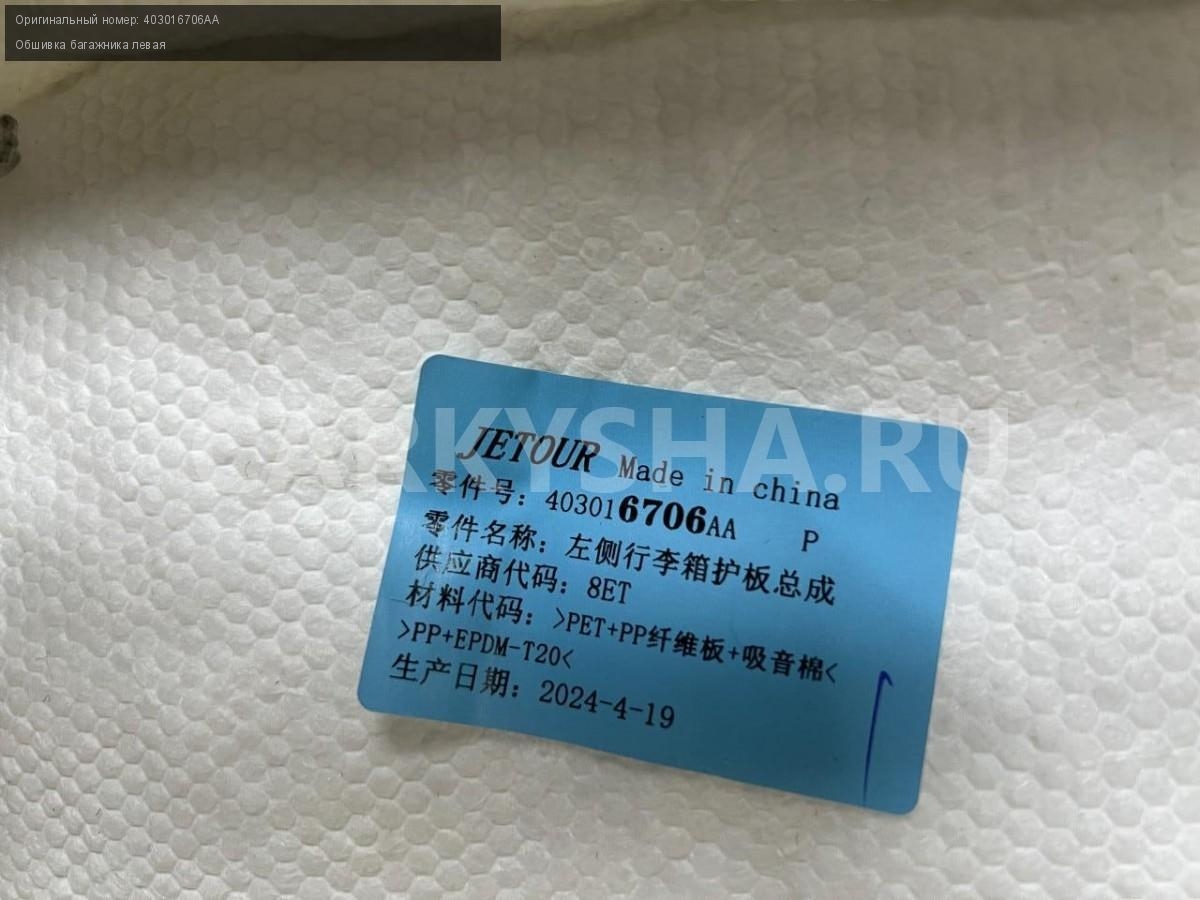 Оригинальный номер: 403016706AA
Обшивка багажника левая
CARKYSHA.RU
JETOUR Made in china
零件号: 403016706AA P
零件名称: 左侧行李箱护板总成
供应商代码: 8ET
材料代码: >PET+PP纤维板+吸音棉<
>PP+EPDM-T20<
生产日期: 2024-4-19